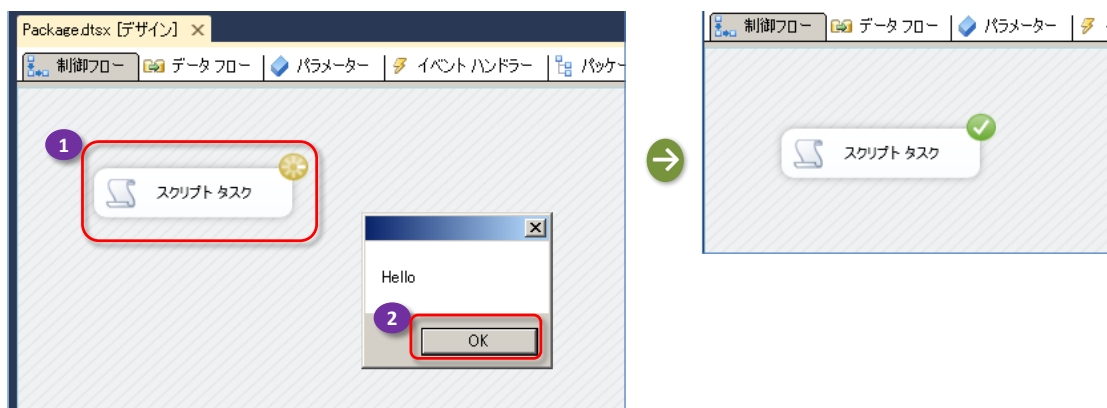 Package.dtsx [デザイン]
制御フロー データ フロー パラメーター イベント ハンドラー パッケー
1
スクリプト タスク
Hello
2
OK
制御フロー データ フロー パラメーター
スクリプト タスク